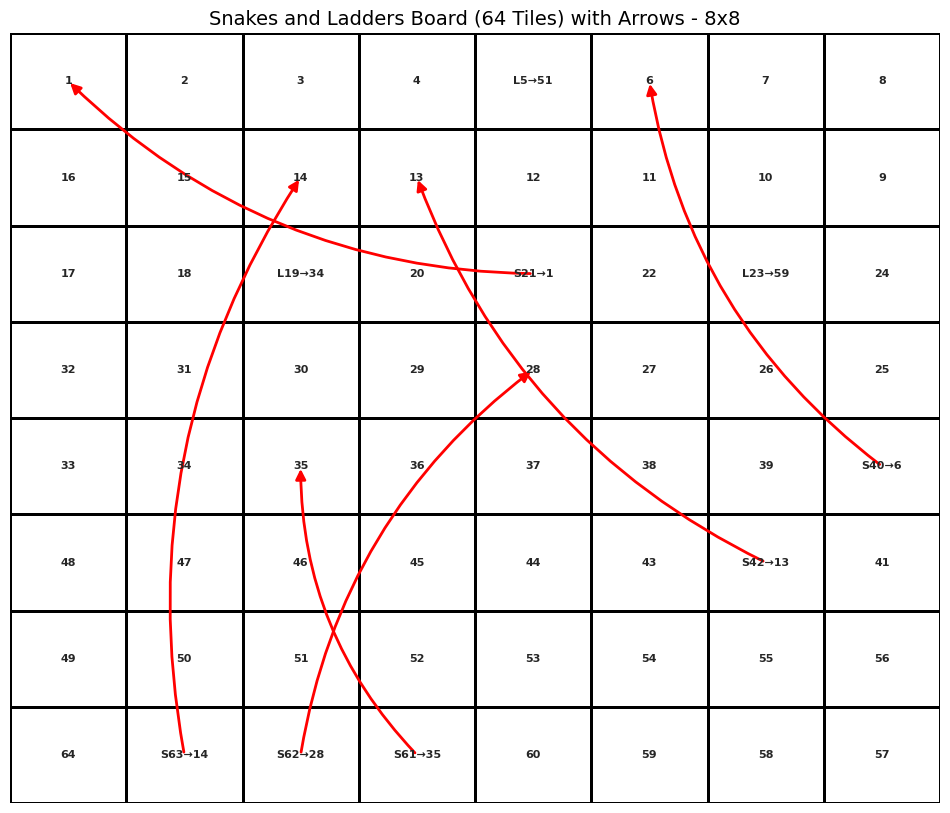 Snakes and Ladders Board (64 Tiles) with Arrows - 8x8
1 2 3 4 L5→51 6 7 8
16 15 14 13 12 11 10 9
17 18 L19→34 20 S21→1 22 L23→59 24
32 31 30 29 28 27 26 25
33 34 35 36 37 38 39 S40→6
48 47 46 45 44 43 S42→13 41
49 50 51 52 53 54 55 56
64 S63→14 S62→28 S61→35 60 59 58 57